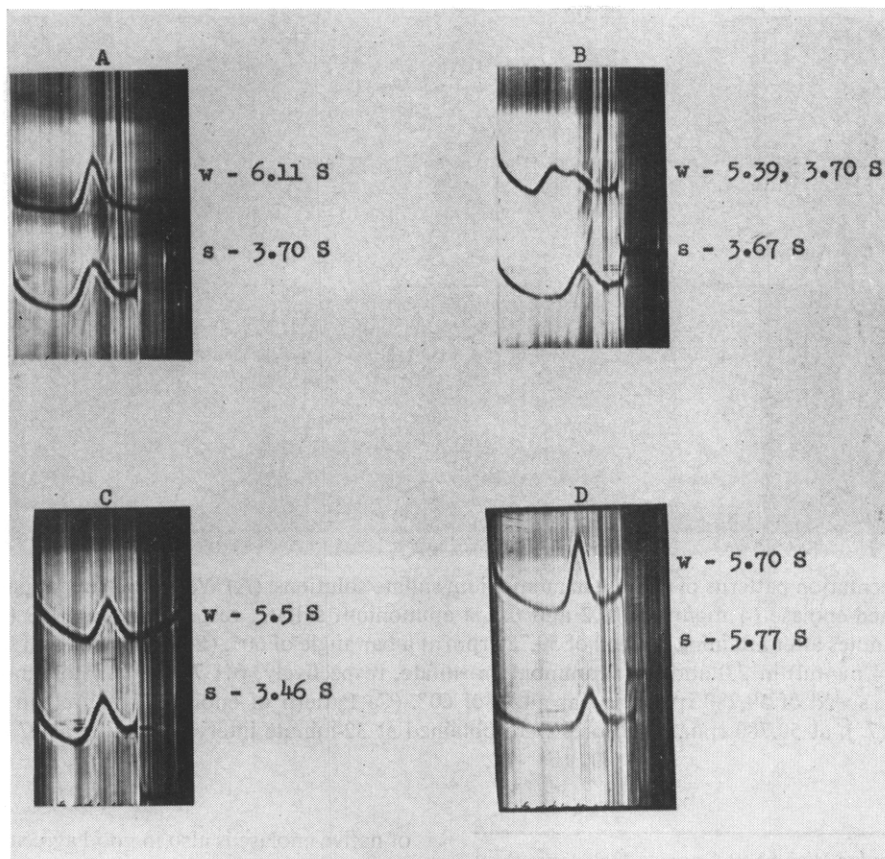 A
w - 6.11 S
s - 3.70 S
B
w - 5.39, 3.70 S
s - 3.67 S
C
w - 5.5 S
s - 3.46 S
D
w - 5.70 S
s - 5.77 S